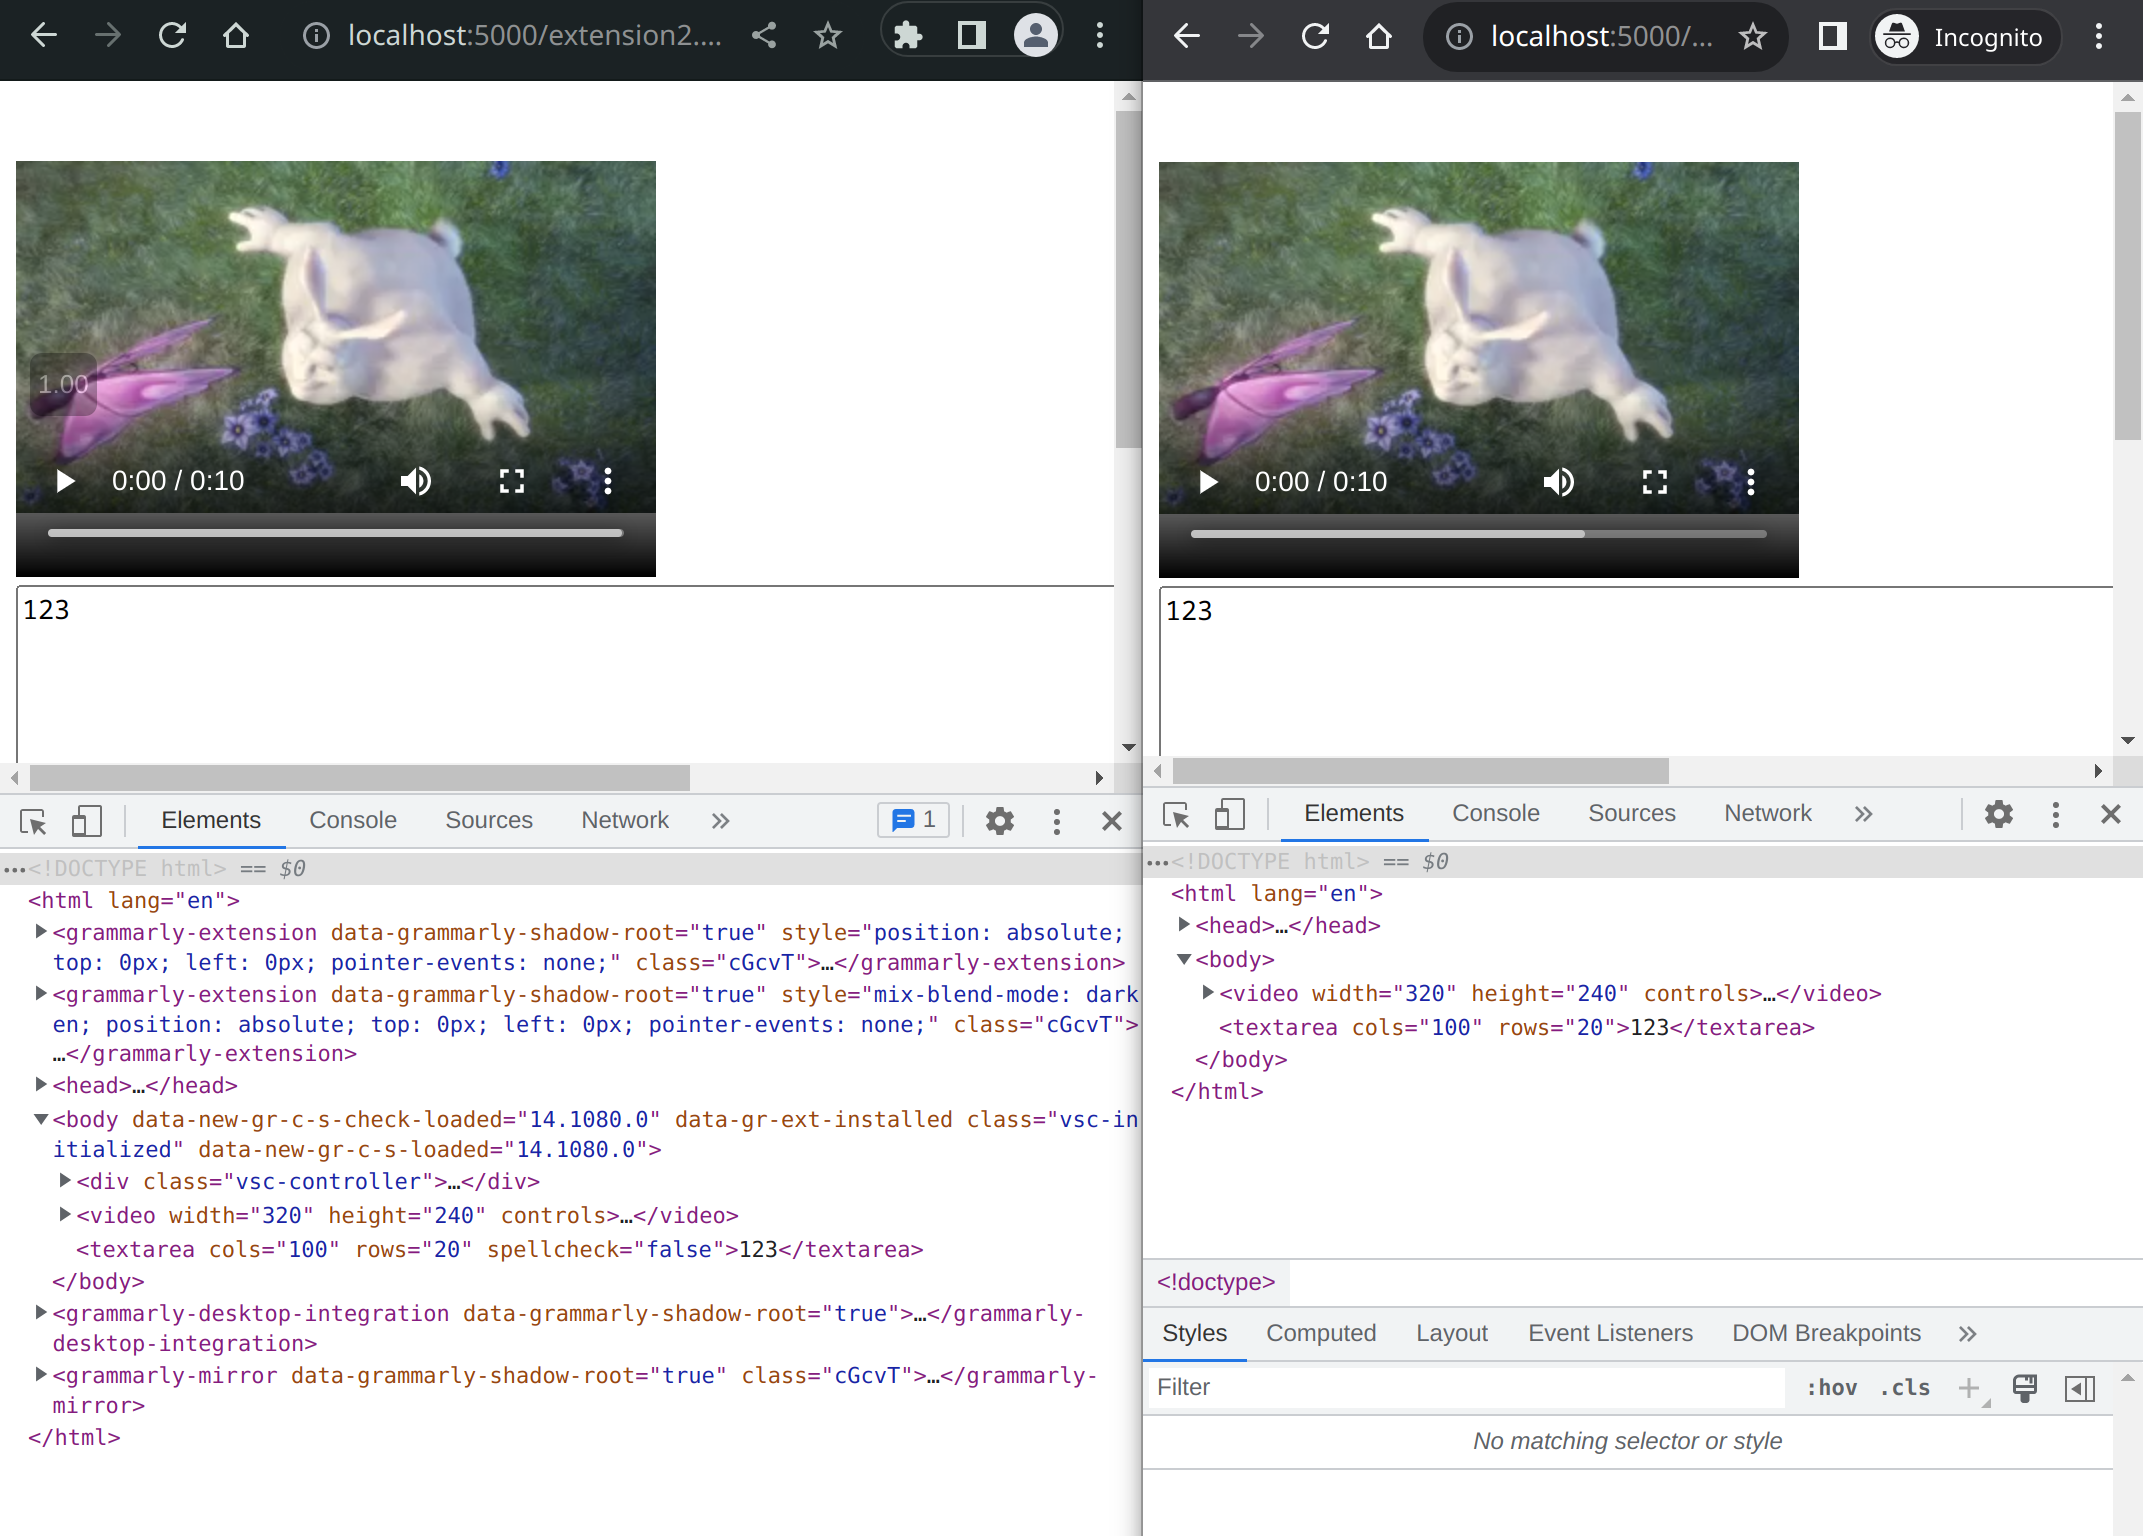 localhost:5000/extension2....
1.00
0:00 / 0:10
123
Elements Console Sources Network 1
<!DOCTYPE html> == $0
<html lang="en">
<grammarly-extension data-grammarly-shadow-root="true" style="position: absolute;
top: 0px; left: 0px; pointer-events: none;" class="cGcvT">…</grammarly-extension>
<grammarly-extension data-grammarly-shadow-root="true" style="mix-blend-mode: dark
en; position: absolute; top: 0px; left: 0px; pointer-events: none;" class="cGcvT">
…</grammarly-extension>
<head>…</head>
<body data-new-gr-c-s-check-loaded="14.1080.0" data-gr-ext-installed class="vsc-in
itialized" data-new-gr-c-s-loaded="14.1080.0">
<div class="vsc-controller">…</div>
<video width="320" height="240" controls>…</video>
<textarea cols="100" rows="20" spellcheck="false">123</textarea>
</body>
<grammarly-desktop-integration data-grammarly-shadow-root="true">…</grammarly-
desktop-integration>
<grammarly-mirror data-grammarly-shadow-root="true" class="cGcvT">…</grammarly-
mirror>
</html>
localhost:5000/...
Incognito
0:00 / 0:10
123
Elements Console Sources Network
<!DOCTYPE html> == $0
<html lang="en">
<head>…</head>
<body>
<video width="320" height="240" controls>…</video>
<textarea cols="100" rows="20">123</textarea>
</body>
</html>
<!doctype>
Styles Computed Layout Event Listeners DOM Breakpoints
Filter :hov .cls
No matching selector or style